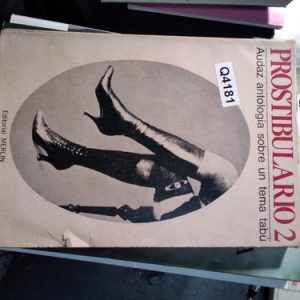 PROSTIBULARIO 2
Audaz antología sobre un tema tabú
Q4181
Editorial MERLIN